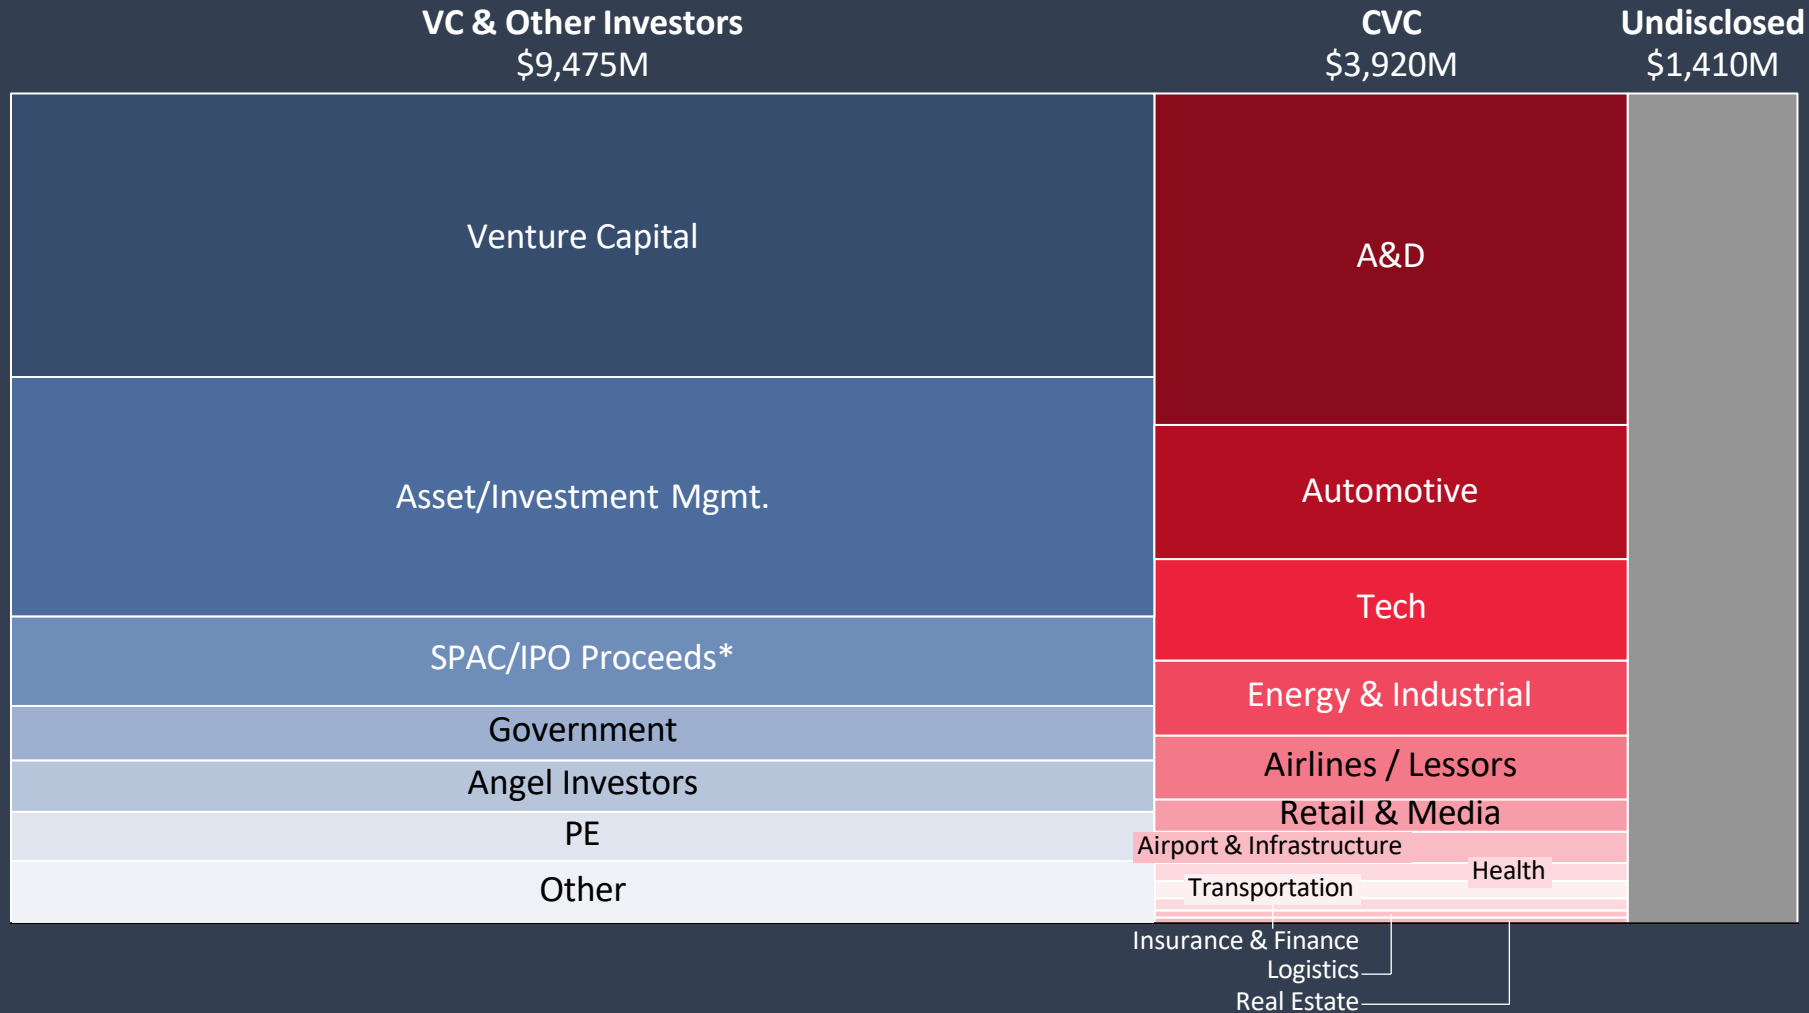 VC & Other Investors
$9,475M
CVC
$3,920M
Undisclosed
$1,410M
Venture Capital
Asset/Investment Mgmt.
SPAC/IPO Proceeds*
Government
Angel Investors
PE
Other
A&D
Automotive
Tech
Energy & Industrial
Airlines / Lessors
Retail & Media
Airport & Infrastructure
Health
Transportation
Insurance & Finance
Logistics
Real Estate